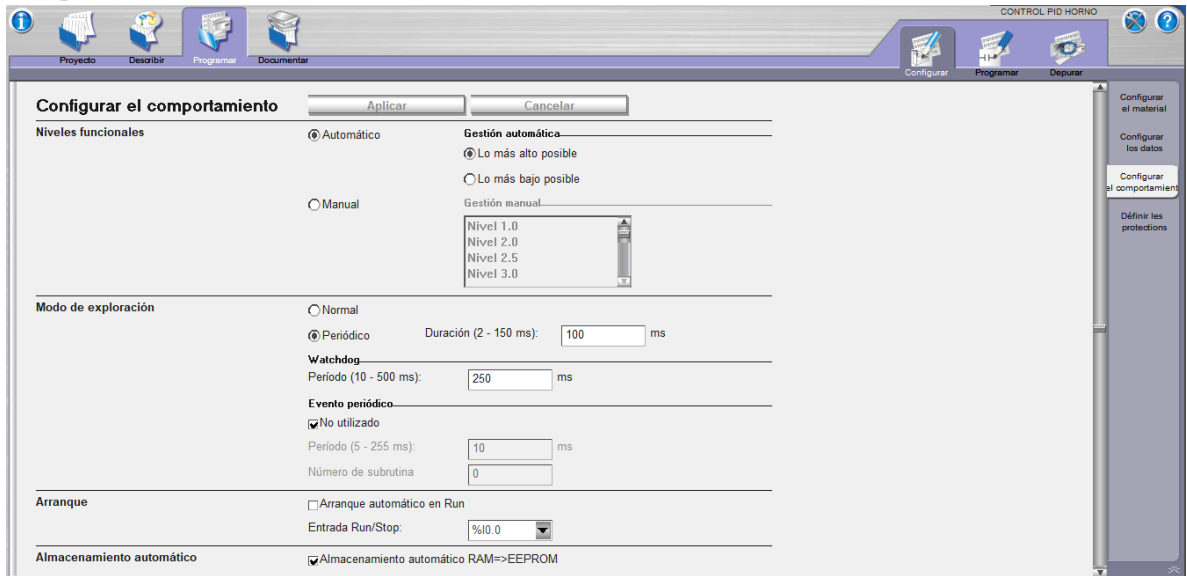 CONTROL PID HORNO
Proyecto Describir Programar Documentar
Configurar Programar Depurar
Configurar el comportamiento Aplicar Cancelar
Niveles funcionales Automático Gestión automática
Lo más alto posible
Lo más bajo posible
Manual Gestión manual
Nivel 1.0
Nivel 2.0
Nivel 2.5
Nivel 3.0
Modo de exploración Normal
Periódico Duración (2 - 150 ms): 100 ms
Watchdog
Período (10 - 500 ms): 250 ms
Evento periódico
No utilizado
Período (5 - 255 ms): 10 ms
Número de subrutina 0
Arranque Arranque automático en Run
Entrada Run/Stop: %I0.0
Almacenamiento automático Almacenamiento automático RAM=>EEPROM
Configurar
el material
Configurar
los datos
Configurar
el comportamient
Définir les
protections